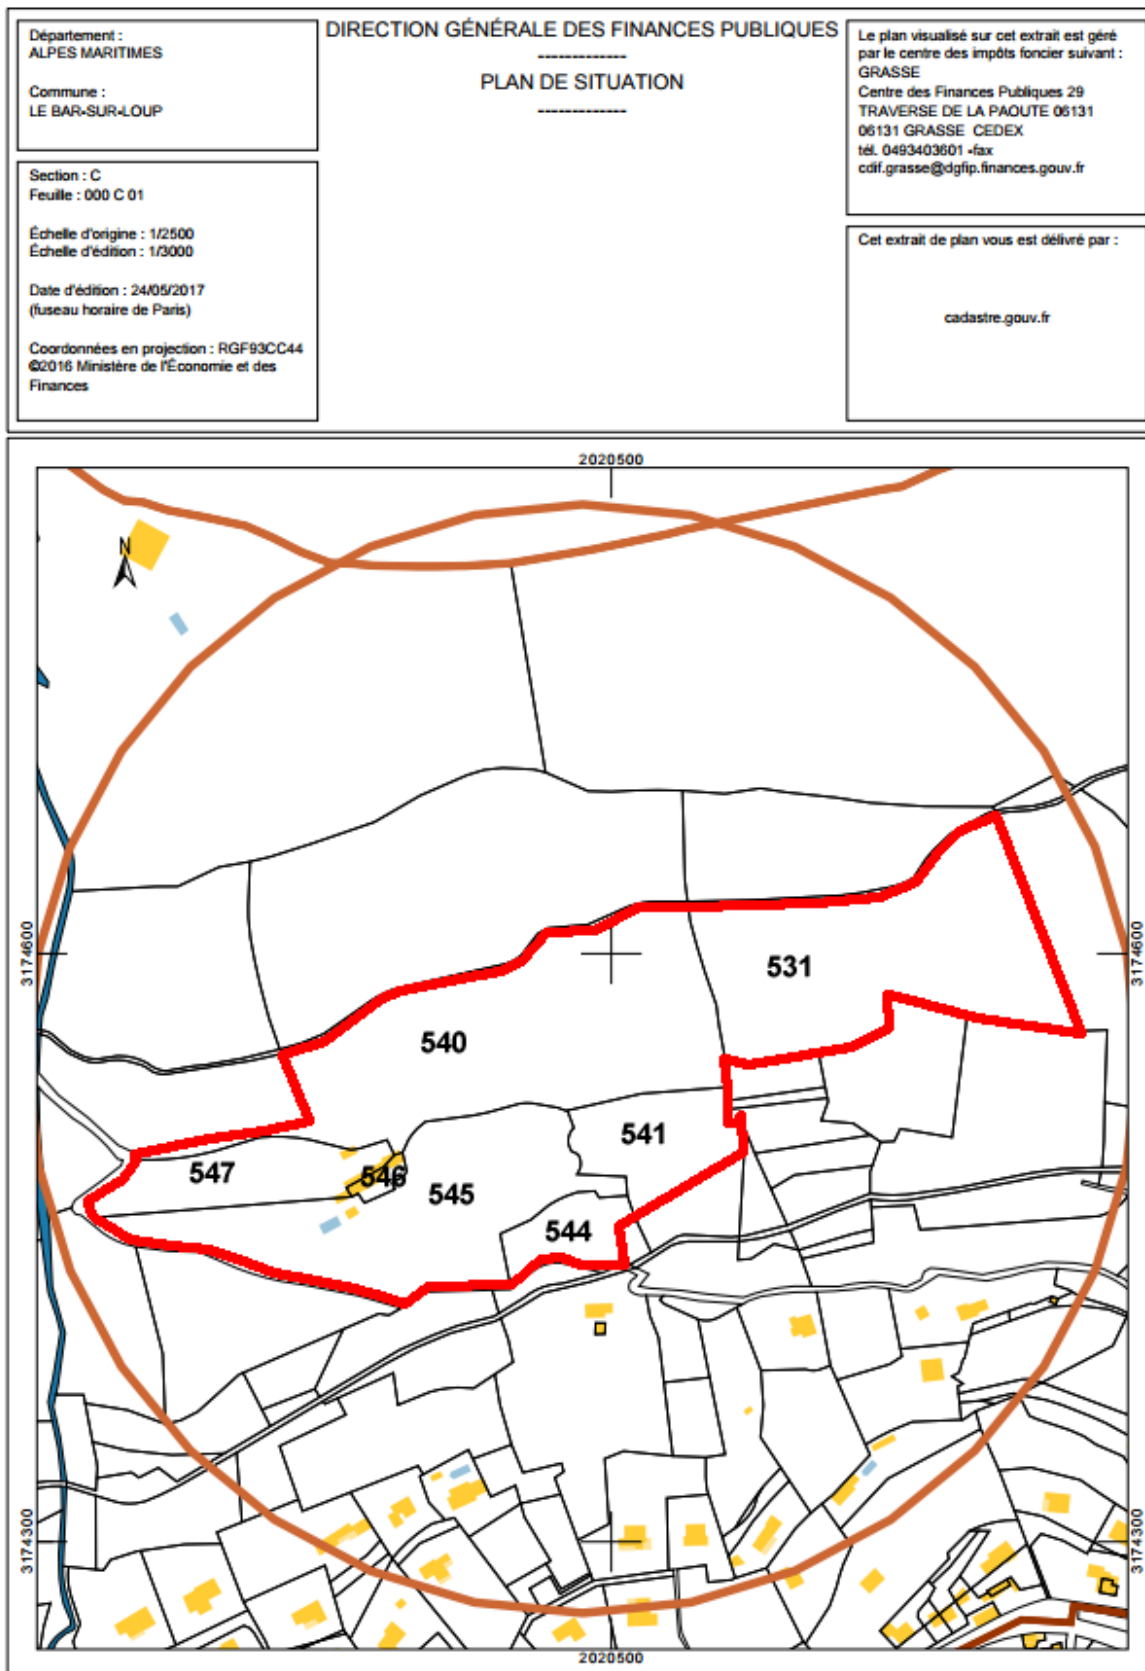 Département :
ALPES MARITIMES
Commune :
LE BAR-SUR-LOUP
Section : C
Feuille : 000 C 01
Échelle d'origine : 1/2500
Échelle d'édition : 1/3000
Date d'édition : 24/05/2017
(fuseau horaire de Paris)
Coordonnées en projection : RGF93CC44
©2016 Ministère de l'Économie et des
Finances
DIRECTION GÉNÉRALE DES FINANCES PUBLIQUES
-------------
PLAN DE SITUATION
-------------
Le plan visualisé sur cet extrait est géré
par le centre des impôts foncier suivant :
GRASSE
Centre des Finances Publiques 29
TRAVERSE DE LA PAOUTE 06131
06131 GRASSE CEDEX
tél. 0493403601 -fax
cdif.grasse@dgfip.finances.gouv.fr
Cet extrait de plan vous est délivré par :
cadastre.gouv.fr
2020500
N
3174600
3174600
531
540
541
547
546
545
544
3174300
3174300
2020500